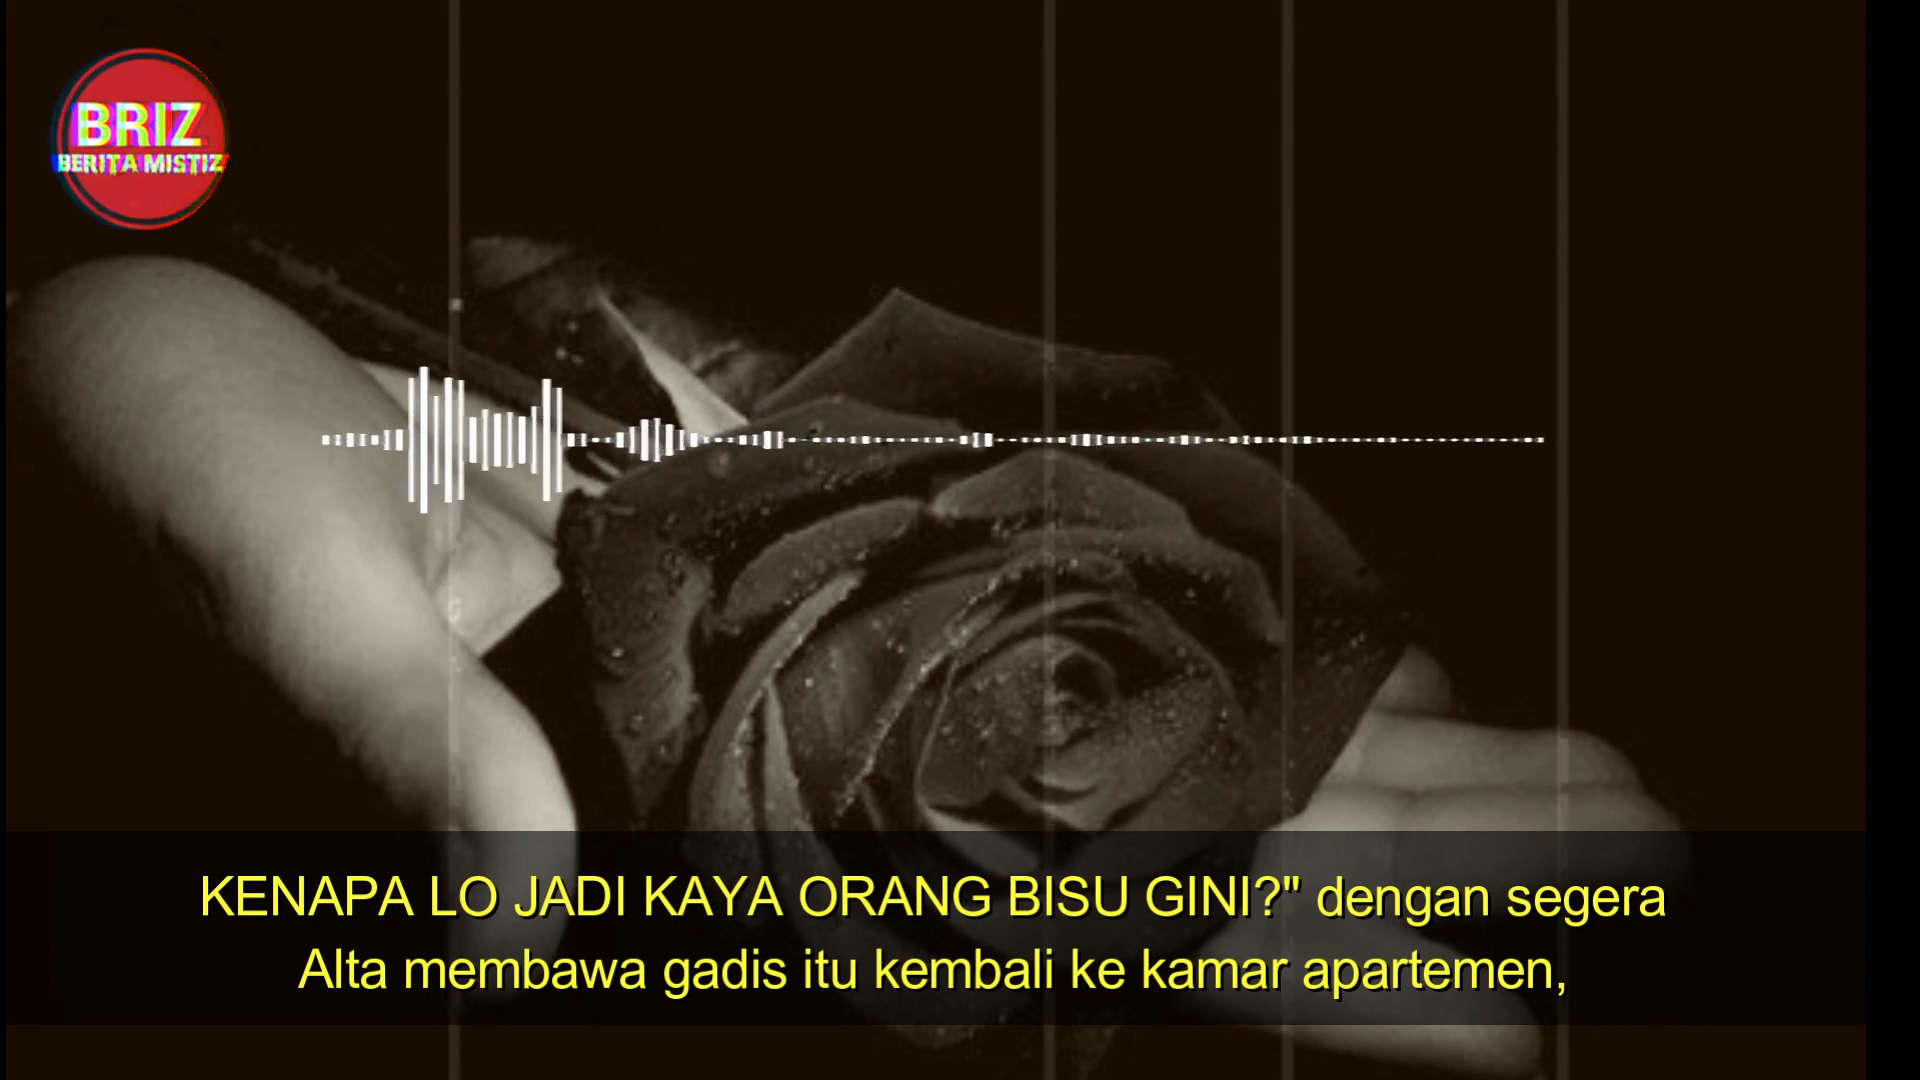 BRIZ
BERITA MISTIZ
KENAPA LO JADI KAYA ORANG BISU GINI?" dengan segera
Alta membawa gadis itu kembali ke kamar apartemen,